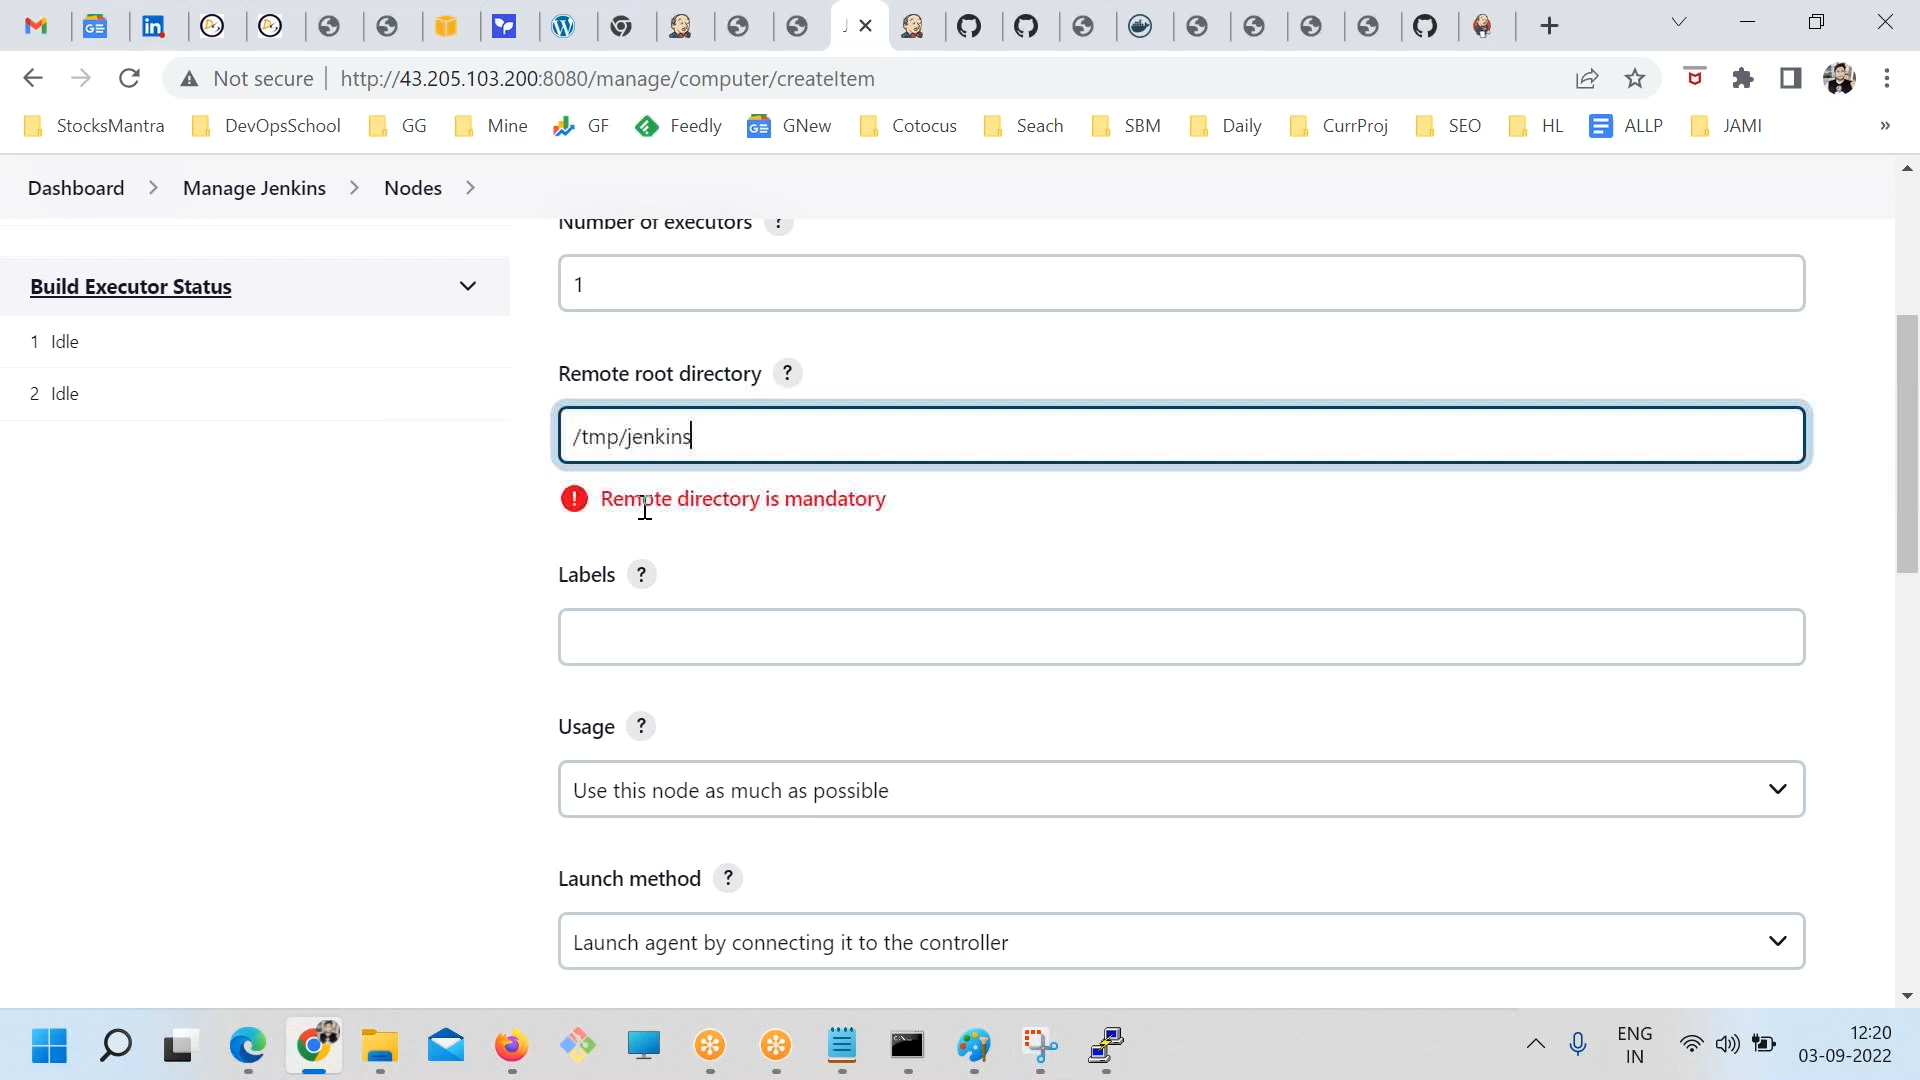 Not secure
http://43.205.103.200:8080/manage/computer/createItem
StocksMantra
DevOpsSchool
GG
Mine
GF
Feedly
GNew
Cotocus
Seach
SBM
Daily
CurrProj
SEO
HL
ALLP
JAMI
»
Dashboard > Manage Jenkins > Nodes >
Number of executors ?
Build Executor Status
1
1 Idle
Remote root directory ?
2 Idle
/tmp/jenkins
Remote directory is mandatory
Labels ?
Usage ?
Use this node as much as possible
Launch method ?
Launch agent by connecting it to the controller
ENG
IN
12:20
03-09-2022